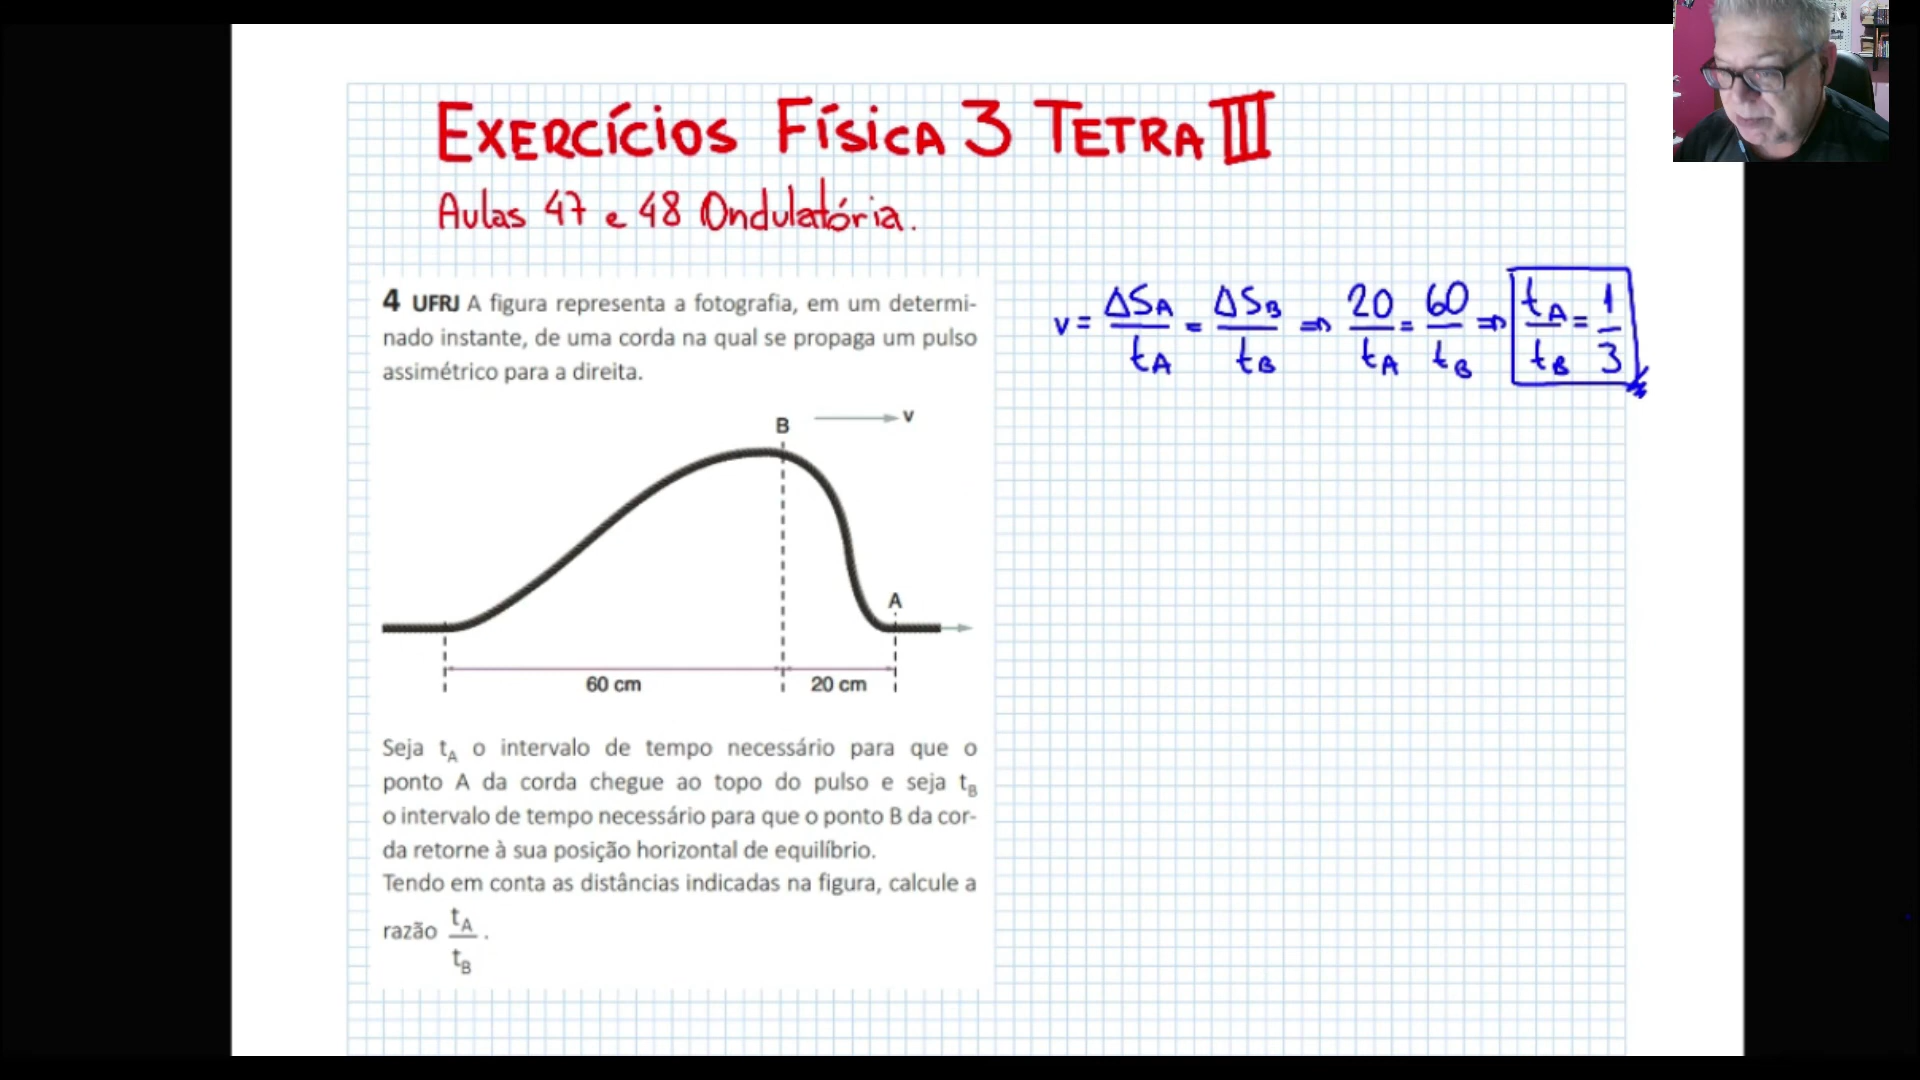 EXERCÍCIOS FÍSICA 3 TETRA III
Aulas 47 e 48 Ondulatória.
4 UFRJ A figura representa a fotografia, em um determi-
nado instante, de uma corda na qual se propaga um pulso
assimétrico para a direita.
B
v
A
60 cm
20 cm
Seja tA o intervalo de tempo necessário para que o
ponto A da corda chegue ao topo do pulso e seja tB
o intervalo de tempo necessário para que o ponto B da cor-
da retorne à sua posição horizontal de equilíbrio.
Tendo em conta as distâncias indicadas na figura, calcule a
razão tA/tB.
v = ΔSA/tA = ΔSB/tB ⇒ 20/tA = 60/tB ⇒ tA/tB = 1/3